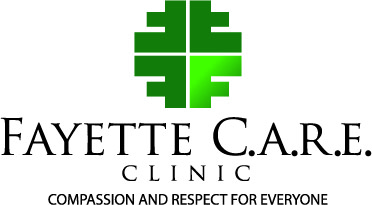 FAYETTE C.A.R.E.
CLINIC
COMPASSION AND RESPECT FOR EVERYONE